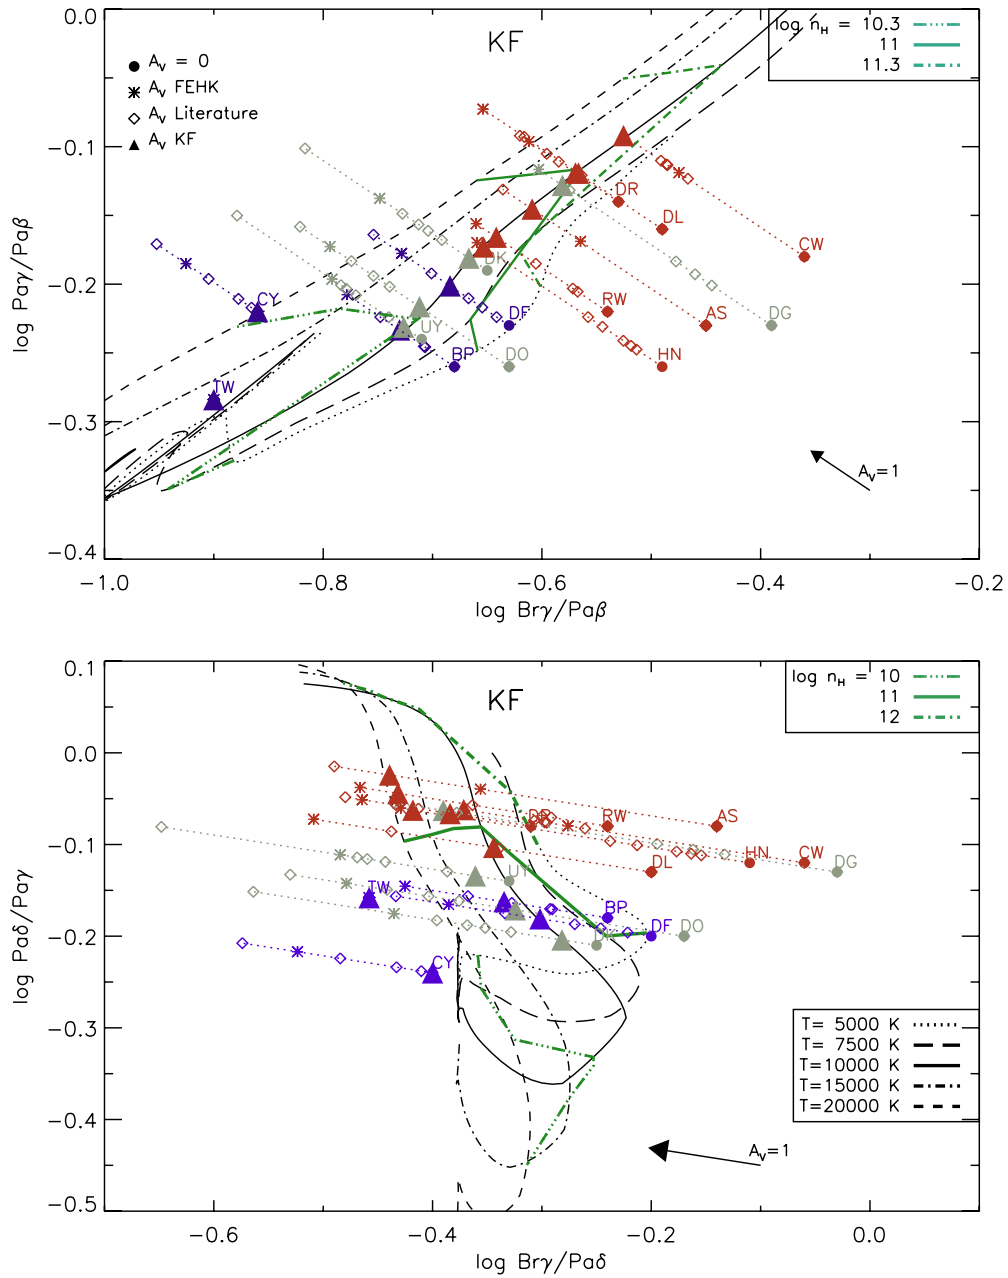 0.0
KF
log n_H = 10.3
11
11.3
A_V = 0
A_V FEHK
A_V Literature
A_V KF
−0.1
−0.2
−0.3
−0.4
DR
DL
CW
DK
CY
DF
RW
AS
DG
UY
BP
DO
HN
TW
A_V=1
−1.0
−0.8
−0.6
−0.4
−0.2
log Brγ/Paβ
log Paγ/Paβ
0.1
KF
log n_H = 10
11
12
0.0
−0.1
−0.2
−0.3
−0.4
−0.5
DR
RW
AS
DL
HN
CW
DG
UY
TW
BP
DF
DO
CY
T= 5000 K
T= 7500 K
T=10000 K
T=15000 K
T=20000 K
A_V=1
−0.6
−0.4
−0.2
0.0
log Brγ/Paδ
log Paδ/Paγ